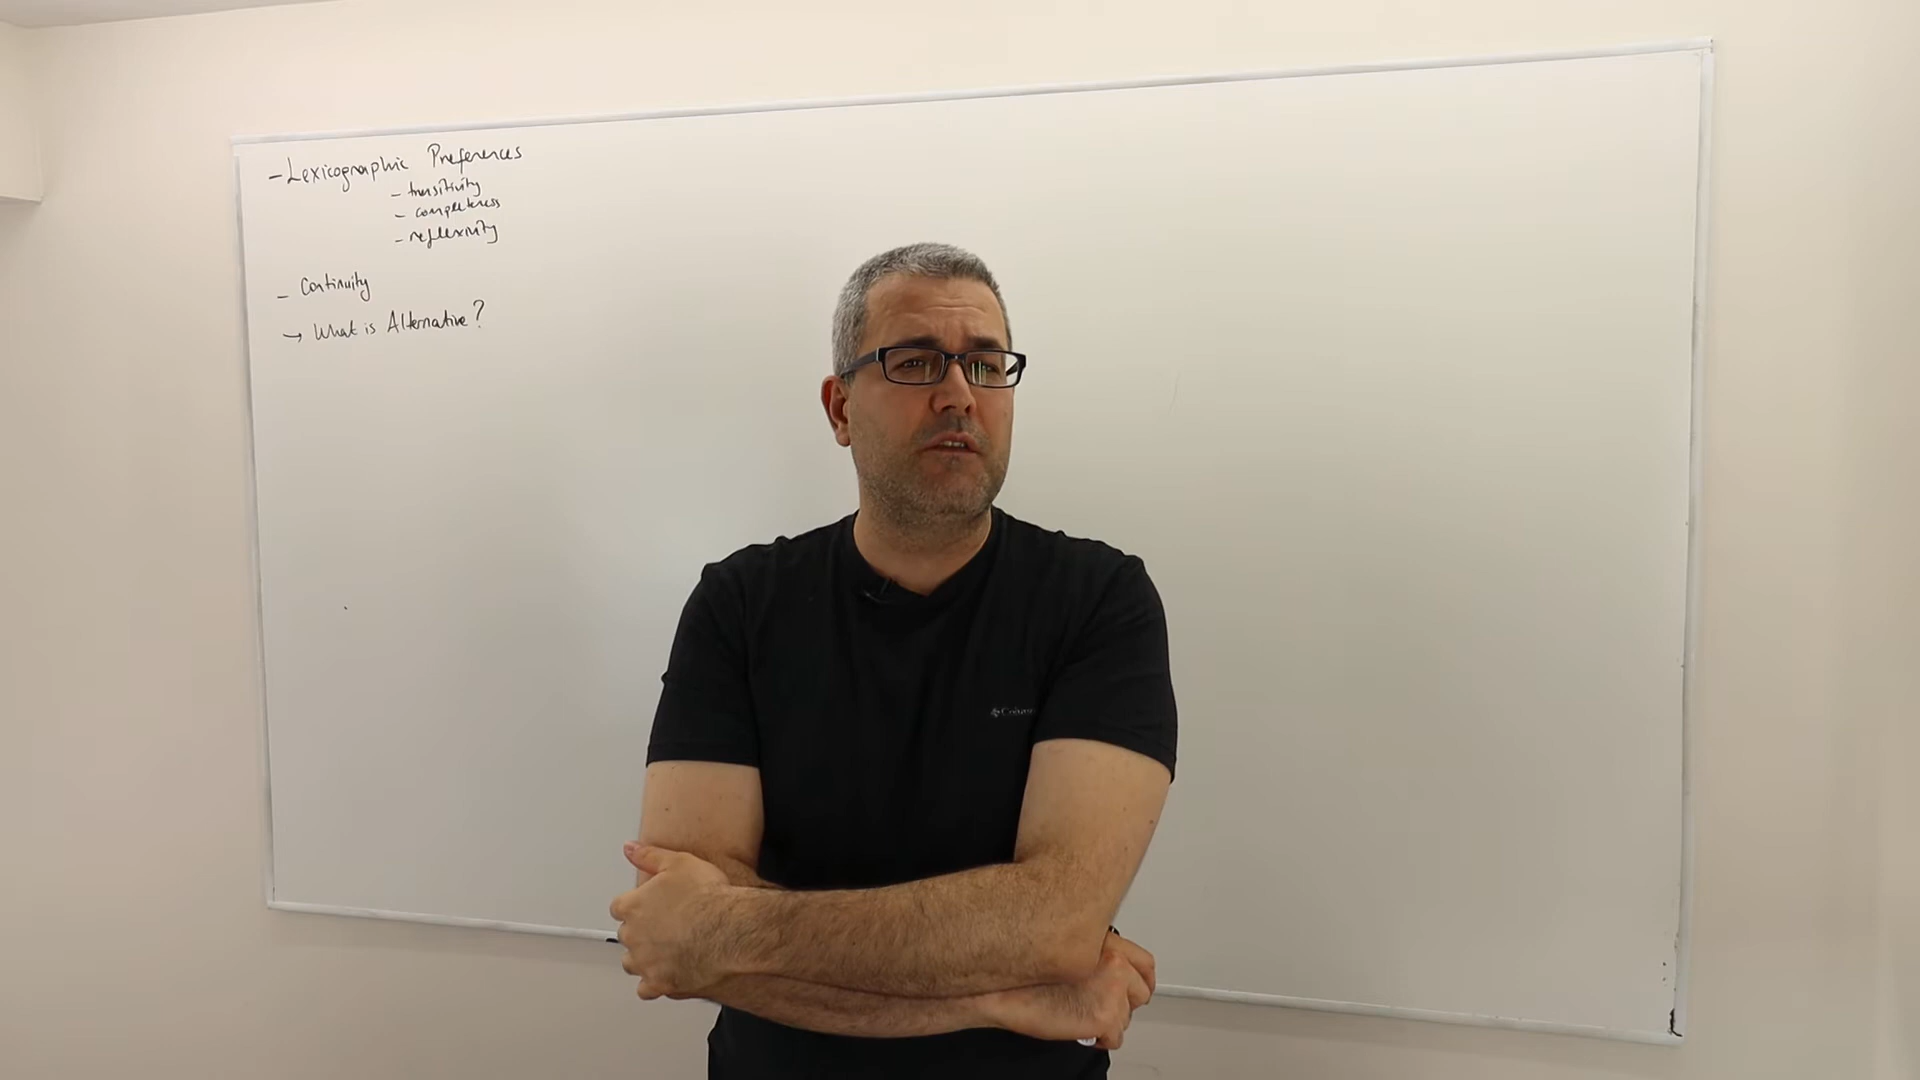 - Lexicographic Preferences
- transitivity
- completeness
- reflexivity
- Continuity
→ What is Alternative?